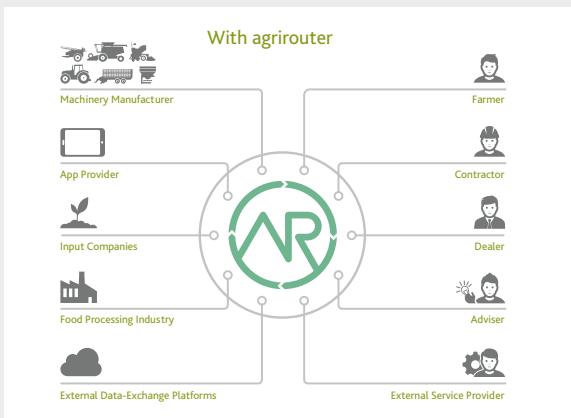 With agrirouter
Machinery Manufacturer
Farmer
App Provider
Contractor
AR
Input Companies
Dealer
Food Processing Industry
Adviser
External Data-Exchange Platforms
External Service Provider